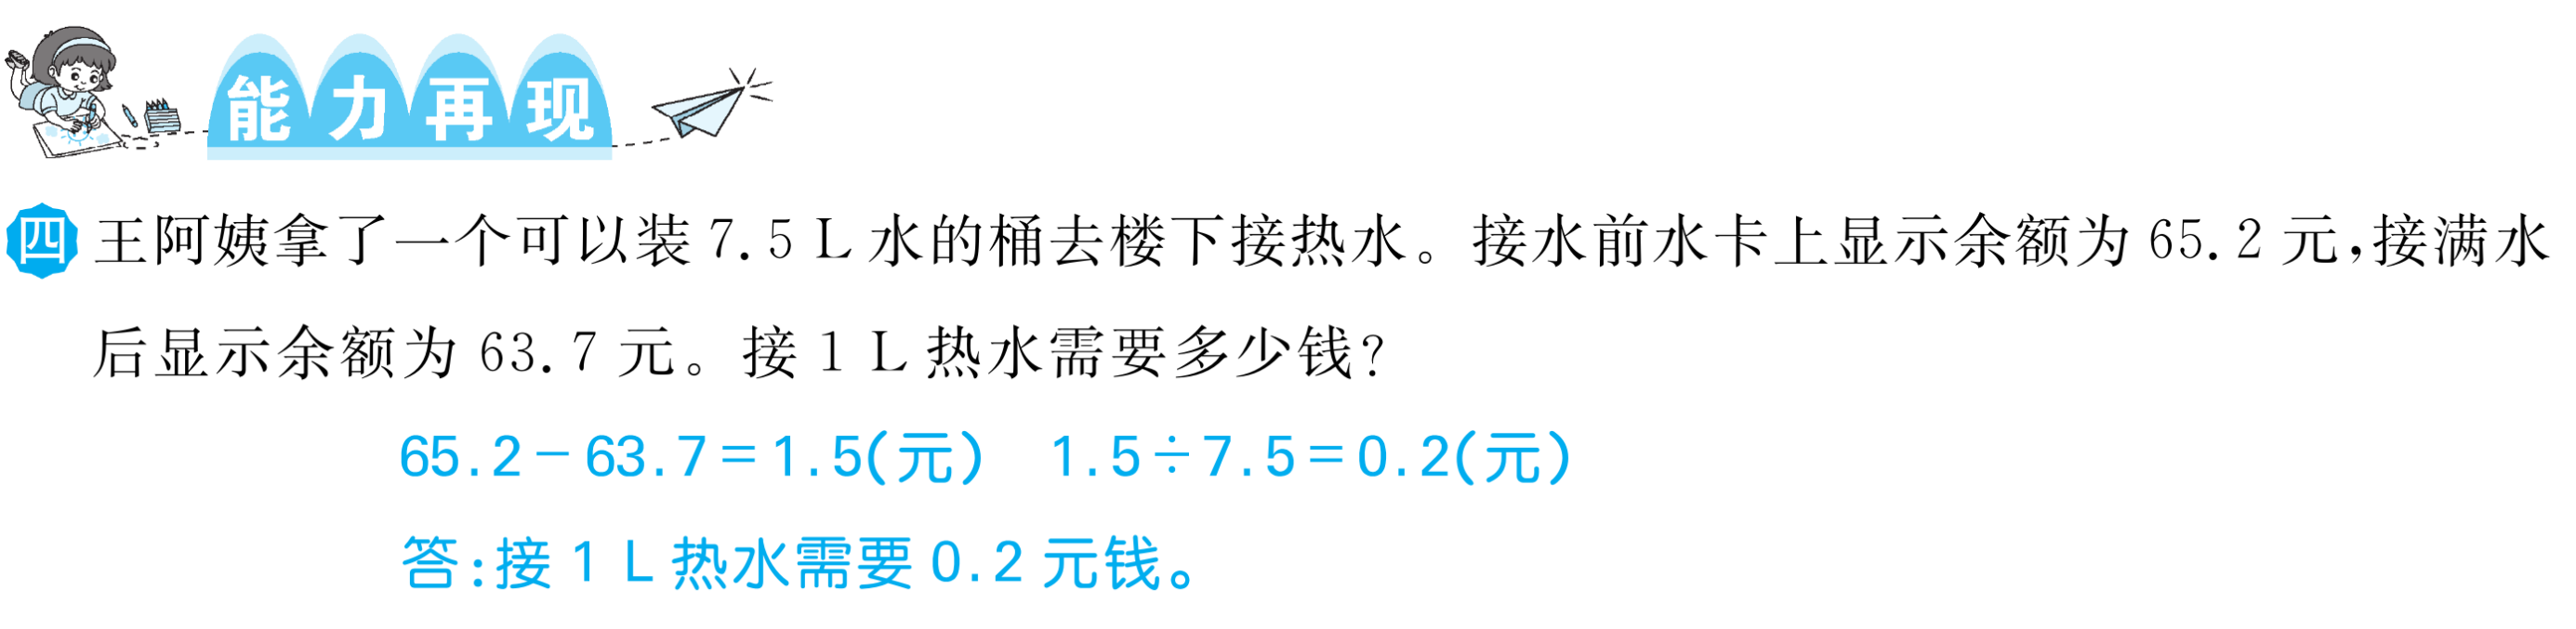 能力再现
四 王阿姨拿了一个可以装 7.5 L 水的桶去楼下接热水。接水前水卡上显示余额为 65.2 元,接满水
后显示余额为 63.7 元。接 1 L 热水需要多少钱?
65.2-63.7=1.5(元) 1.5÷7.5=0.2(元)
答:接 1 L 热水需要 0.2 元钱。